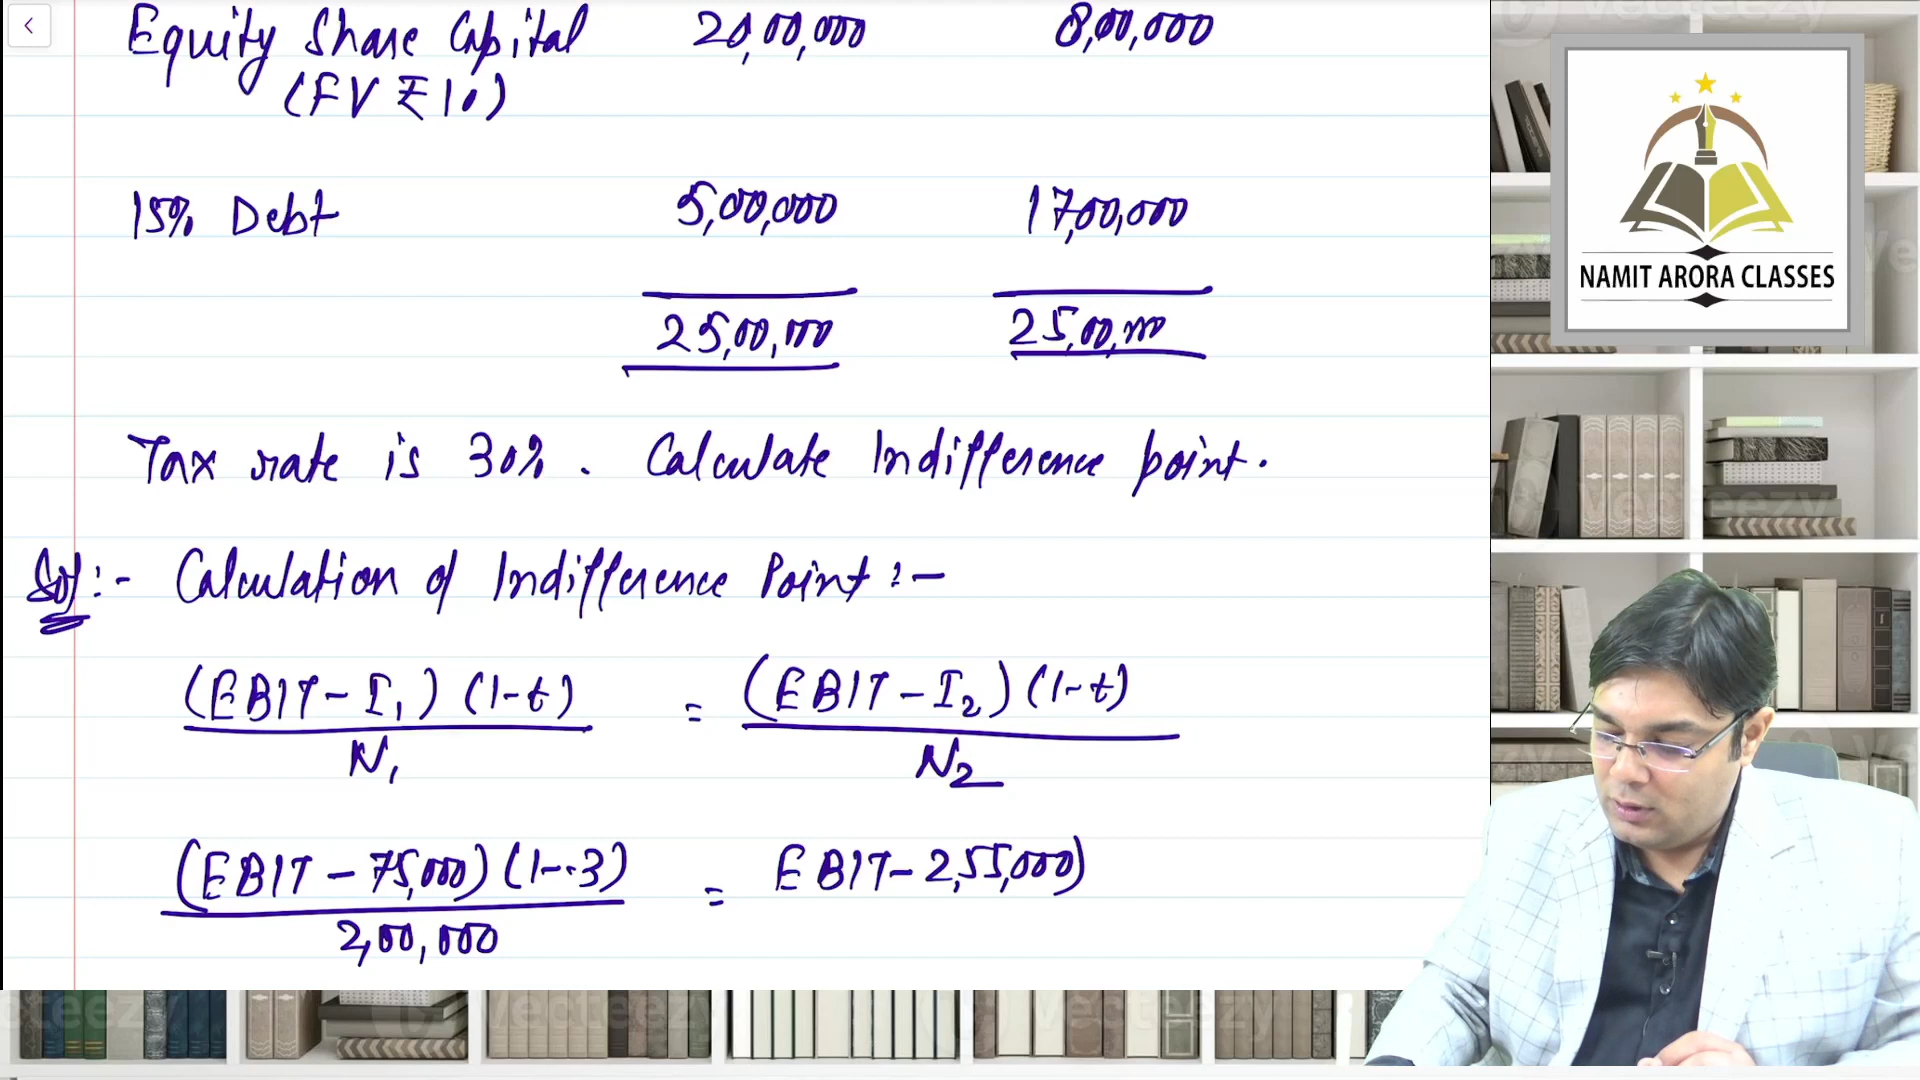 Equity Share Capital 20,00,000 8,00,000
(FV ₹10)
15% Debt 5,00,000 17,00,000
25,00,000 25,00,000
Tax rate is 30%. Calculate Indifference point.
Sol:- Calculation of Indifference Point:-
(EBIT-I₁) (1-t) = (EBIT-I₂) (1-t)
N₁ N₂
(EBIT-75,000) (1-.3) = EBIT-2,55,000)
2,00,000
NAMIT ARORA CLASSES
vecteezy